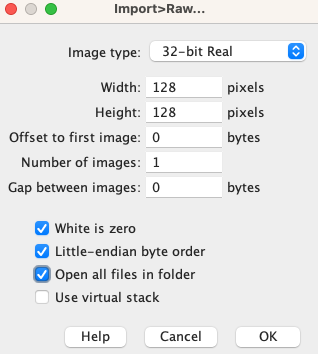 Import>Raw...
Image type: 32-bit Real
Width: 128 pixels
Height: 128 pixels
Offset to first image: 0 bytes
Number of images: 1
Gap between images: 0 bytes
White is zero
Little-endian byte order
Open all files in folder
Use virtual stack
Help Cancel OK